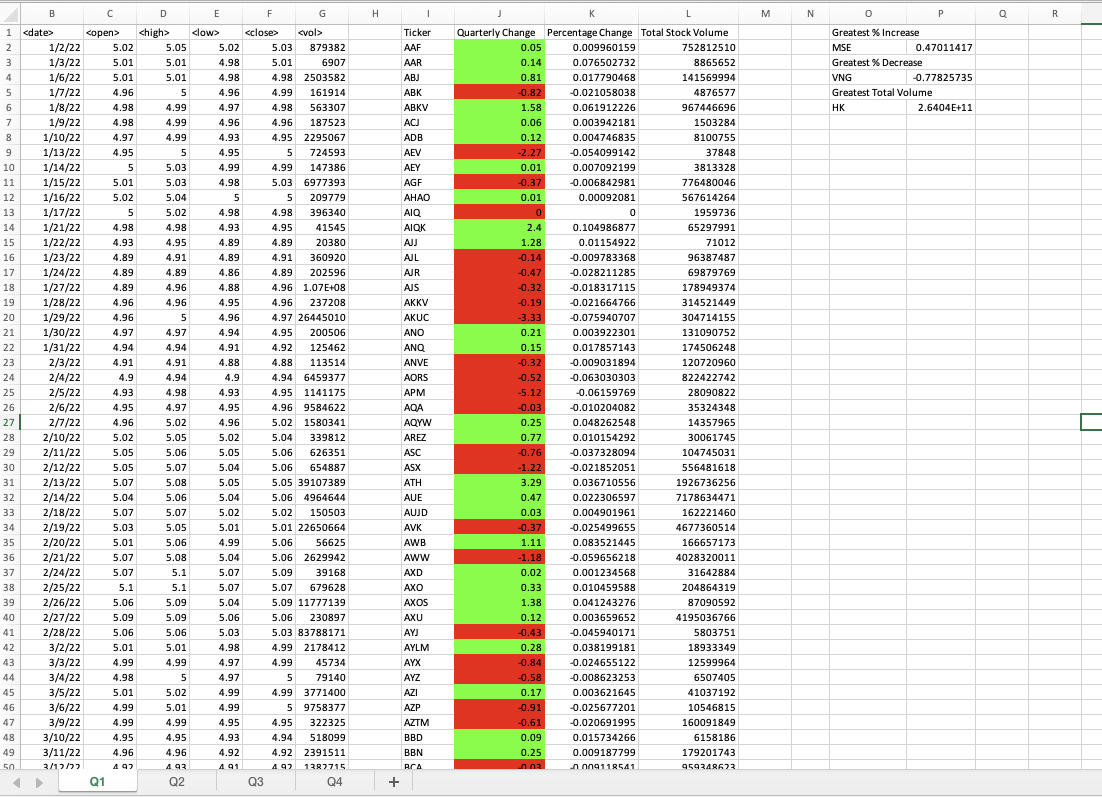 B C D E F G H I J K L M N O P Q R
1 <date> <open> <high> <low> <close> <vol> Ticker Quarterly Change Percentage Change Total Stock Volume Greatest % Increase
2 1/2/22 5.02 5.05 5.02 5.03 879382 AAF 0.05 0.009960159 752812510 MSE 0.47011417
3 1/3/22 5.01 5.01 4.98 5.01 6907 AAR 0.14 0.076502732 8865652 Greatest % Decrease
4 1/6/22 5.01 5.01 4.98 4.98 2503582 ABJ 0.81 0.017790468 141569994 VNG -0.77825735
5 1/7/22 4.96 5 4.96 4.99 161914 ABK -0.82 -0.021058038 4876577 Greatest Total Volume
6 1/8/22 4.98 4.99 4.97 4.98 563307 ABKV 1.58 0.061912226 967446696 HK 2.6404E+11
7 1/9/22 4.98 4.99 4.96 4.96 187523 ACJ 0.06 0.003942181 1503284
8 1/10/22 4.97 4.99 4.93 4.95 2295067 ADB 0.12 0.004746835 8100755
9 1/13/22 4.95 5 4.95 5 724593 AEV -2.27 -0.054099142 37848
10 1/14/22 5 5.03 4.99 4.99 147386 AEY 0.01 0.007092199 3813328
11 1/15/22 5.01 5.03 4.98 5.03 6977393 AGF -0.37 -0.006842981 776480046
12 1/16/22 5.02 5.04 5 5 209779 AHAO 0.01 0.00092081 567614264
13 1/17/22 5 5.02 4.98 4.98 396340 AIQ 0 0 1959736
14 1/21/22 4.98 4.98 4.93 4.95 41545 AIQK 2.4 0.104986877 65297991
15 1/22/22 4.93 4.95 4.89 4.89 20380 AJJ 1.28 0.01154922 71012
16 1/23/22 4.89 4.91 4.89 4.91 360920 AJL -0.14 -0.009783368 96387487
17 1/24/22 4.89 4.89 4.86 4.89 202596 AJR -0.47 -0.028211285 69879769
18 1/27/22 4.89 4.96 4.88 4.96 1.07E+08 AJS -0.32 -0.018317115 178949374
19 1/28/22 4.96 4.96 4.95 4.96 237208 AKKV -0.19 -0.021664766 314521449
20 1/29/22 4.96 5 4.96 4.97 26445010 AKUC -3.33 -0.075940707 304714155
21 1/30/22 4.97 4.97 4.94 4.95 200506 ANO 0.21 0.003922301 131090752
22 1/31/22 4.94 4.94 4.91 4.92 125462 ANQ 0.15 0.017857143 174506248
23 2/3/22 4.91 4.91 4.88 4.88 113514 ANVE -0.32 -0.009031894 120720960
24 2/4/22 4.9 4.94 4.9 4.94 6459377 AORS -0.52 -0.063030303 822422742
25 2/5/22 4.93 4.98 4.93 4.95 1141175 APM -5.12 -0.06159769 28090822
26 2/6/22 4.95 4.97 4.95 4.96 9584622 AQA -0.03 -0.010204082 35324348
27 2/7/22 4.96 5.02 4.96 5.02 1580341 AQYW 0.25 0.048262548 14357965
28 2/10/22 5.02 5.05 5.02 5.04 339812 AREZ 0.77 0.010154292 30061745
29 2/11/22 5.05 5.06 5.05 5.06 626351 ASC -0.76 -0.037328094 104745031
30 2/12/22 5.05 5.07 5.04 5.06 654887 ASX -1.22 -0.021852051 556481618
31 2/13/22 5.07 5.08 5.05 5.05 39107389 ATH 3.29 0.036710556 1926736256
32 2/14/22 5.04 5.06 5.04 5.06 4964644 AUE 0.47 0.022306597 7178634471
33 2/18/22 5.07 5.07 5.02 5.02 150503 AUJD 0.03 0.004901961 162221460
34 2/19/22 5.03 5.05 5.01 5.01 22650664 AVK -0.37 -0.025499655 4677360514
35 2/20/22 5.01 5.06 4.99 5.06 56625 AWB 1.11 0.083521445 166657173
36 2/21/22 5.07 5.08 5.04 5.06 2629942 AWW -1.18 -0.059656218 4028320011
37 2/24/22 5.07 5.1 5.07 5.09 39168 AXD 0.02 0.001234568 31642884
38 2/25/22 5.1 5.1 5.07 5.07 679628 AXO 0.33 0.010459588 204864319
39 2/26/22 5.06 5.09 5.04 5.09 11777139 AXOS 1.38 0.041243276 87090592
40 2/27/22 5.09 5.09 5.06 5.06 230897 AXU 0.12 0.003659652 4195036766
41 2/28/22 5.06 5.06 5.03 5.03 83788171 AYJ -0.43 -0.045940171 5803751
42 3/2/22 5.01 5.01 4.98 4.99 2178412 AYLM 0.28 0.038199181 18933349
43 3/3/22 4.99 4.99 4.97 4.99 45734 AYX -0.84 -0.024655122 12599964
44 3/4/22 4.98 5 4.97 5 79140 AYZ -0.58 -0.008623253 6507405
45 3/5/22 5.01 5.02 4.99 4.99 3771400 AZI 0.17 0.003621645 41037192
46 3/6/22 4.99 5.01 4.99 5 9758377 AZP -0.91 -0.025677201 10546815
47 3/9/22 4.99 4.99 4.95 4.95 322325 AZTM -0.61 -0.020691995 160091849
48 3/10/22 4.95 4.95 4.93 4.94 518099 BBD 0.09 0.015734266 6158186
49 3/11/22 4.96 4.96 4.92 4.92 2391511 BBN 0.25 0.009187799 179201743
50 3/12/22 4.92 4.93 4.91 4.92 1382715 BCA -0.03 -0.009118541 959348623
Q1 Q2 Q3 Q4 +